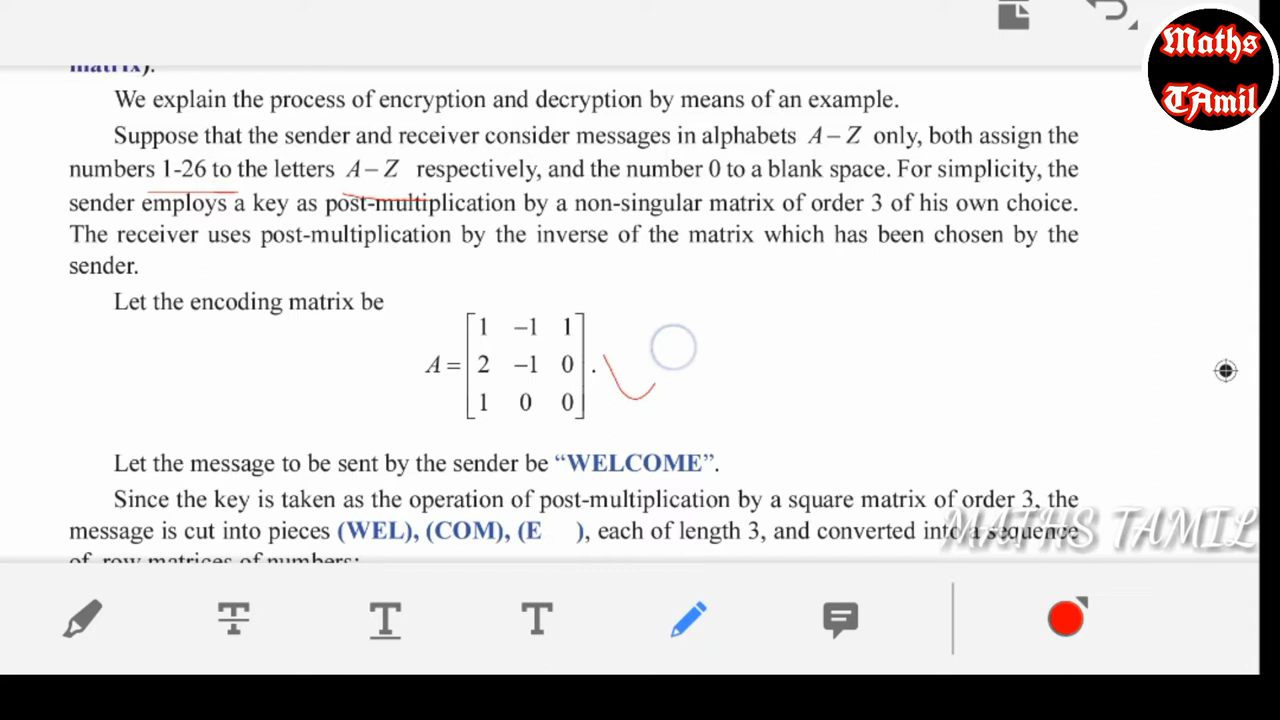 Maths
TAmil
matrix).
We explain the process of encryption and decryption by means of an example.
Suppose that the sender and receiver consider messages in alphabets A – Z only, both assign the
numbers 1-26 to the letters A – Z respectively, and the number 0 to a blank space. For simplicity, the
sender employs a key as post-multiplication by a non-singular matrix of order 3 of his own choice.
The receiver uses post-multiplication by the inverse of the matrix which has been chosen by the
sender.
Let the encoding matrix be
1 −1 1
A = 2 −1 0 .
1 0 0
Let the message to be sent by the sender be “WELCOME”.
Since the key is taken as the operation of post-multiplication by a square matrix of order 3, the
message is cut into pieces (WEL), (COM), (E ), each of length 3, and converted into a sequence
of row matrices of numbers:
MATHS TAMIL
T T T